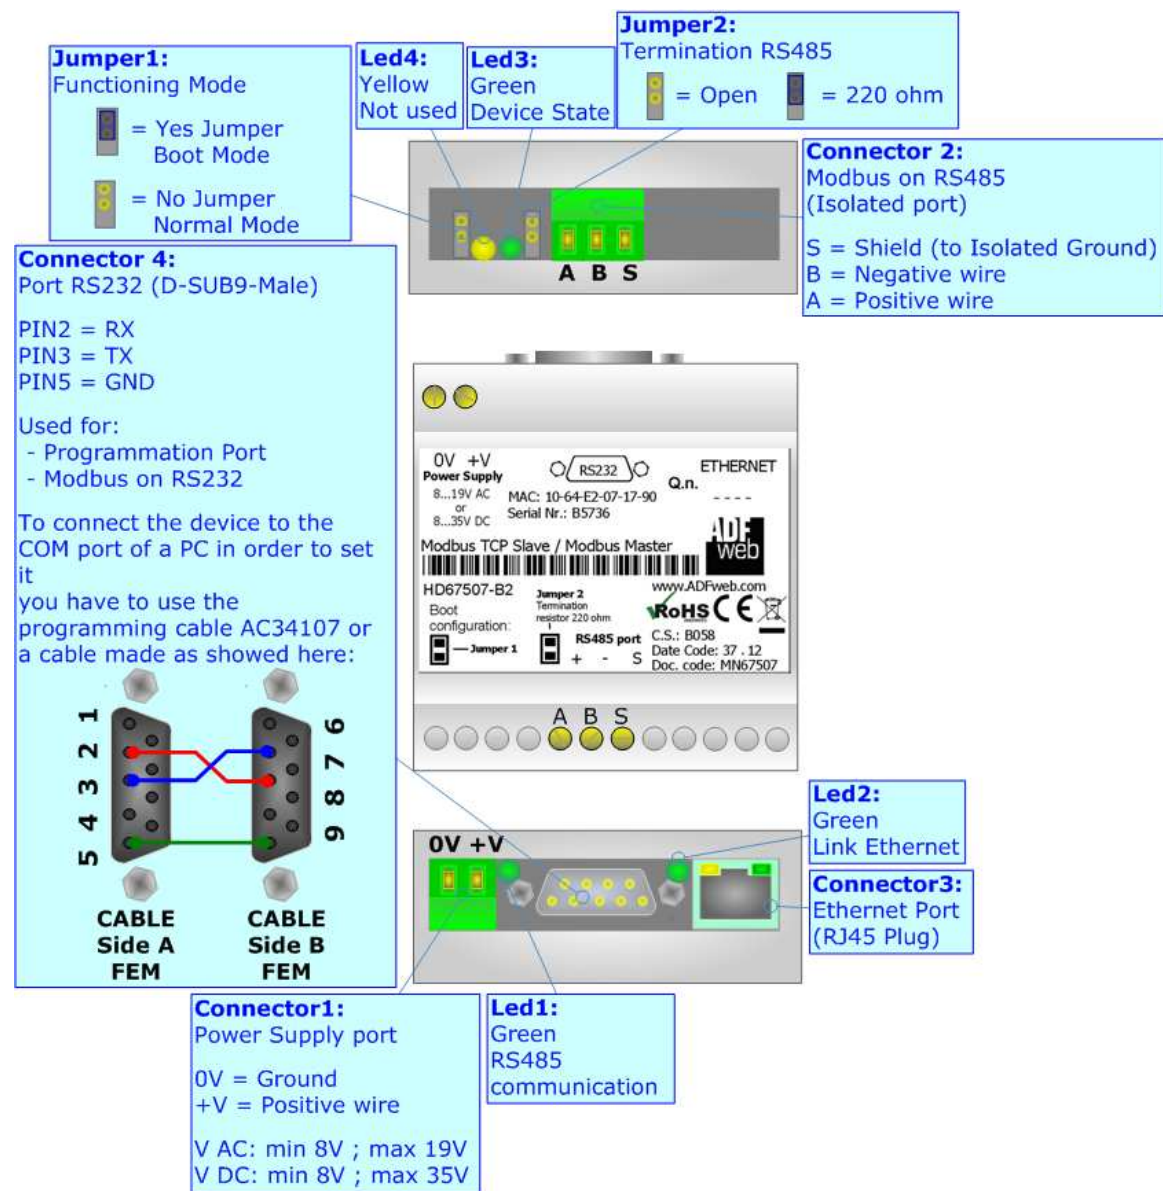 Jumper1:
Functioning Mode
= Yes Jumper
Boot Mode
= No Jumper
Normal Mode
Led4:
Yellow
Not used
Led3:
Green
Device State
Jumper2:
Termination RS485
= Open
= 220 ohm
Connector 2:
Modbus on RS485
(Isolated port)
S = Shield (to Isolated Ground)
B = Negative wire
A = Positive wire
A B S
Connector 4:
Port RS232 (D-SUB9-Male)
PIN2 = RX
PIN3 = TX
PIN5 = GND
Used for:
- Programmation Port
- Modbus on RS232
To connect the device to the
COM port of a PC in order to set
it
you have to use the
programming cable AC34107 or
a cable made as showed here:
1
2
3
4
5
6
7
8
9
CABLE
Side A
FEM
CABLE
Side B
FEM
0V +V
Power Supply
8...19V AC
or
8...35V DC
RS232
MAC: 10-64-E2-07-17-90
Serial Nr.: B5736
ETHERNET
Q.n.
- - - -
ADF
web
Modbus TCP Slave / Modbus Master
HD67507-B2
Boot
configuration:
Jumper 1
Jumper 2
Termination
resistor 220 ohm
RS485 port
+ - S
www.ADFweb.com
RoHS CE
C.S.: B058
Date Code: 37 . 12
Doc. code: MN67507
A B S
0V +V
Led2:
Green
Link Ethernet
Connector3:
Ethernet Port
(RJ45 Plug)
Connector1:
Power Supply port
0V = Ground
+V = Positive wire
V AC: min 8V ; max 19V
V DC: min 8V ; max 35V
Led1:
Green
RS485
communication